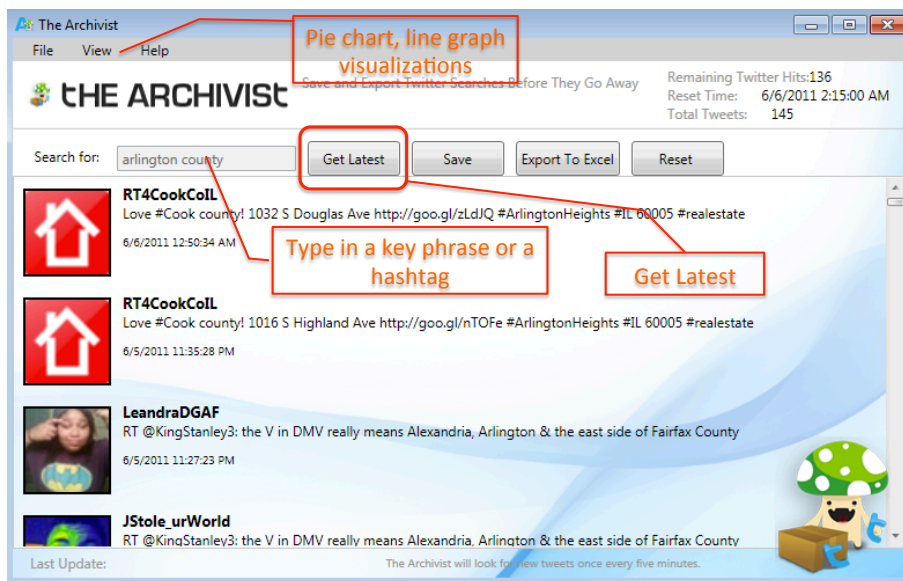 The Archivist
File View Help
Pie chart, line graph
visualizations
tHE ARCHIVISt
Save and Export Twitter Searches Before They Go Away
Remaining Twitter Hits:136
Reset Time: 6/6/2011 2:15:00 AM
Total Tweets: 145
Search for: arlington county Get Latest Save Export To Excel Reset
RT4CookCoIL
Love #Cook county! 1032 S Douglas Ave http://goo.gl/zLdJQ #ArlingtonHeights #IL 60005 #realestate
6/6/2011 12:50:34 AM
Type in a key phrase or a
hashtag
Get Latest
RT4CookCoIL
Love #Cook county! 1016 S Highland Ave http://goo.gl/nTOFe #ArlingtonHeights #IL 60005 #realestate
6/5/2011 11:35:28 PM
LeandraDGAF
RT @KingStanley3: the V in DMV really means Alexandria, Arlington & the east side of Fairfax County
6/5/2011 11:27:23 PM
JStole_urWorld
RT @KingStanley3: the V in DMV really means Alexandria, Arlington & the east side of Fairfax County
Last Update: The Archivist will look for new tweets once every five minutes.